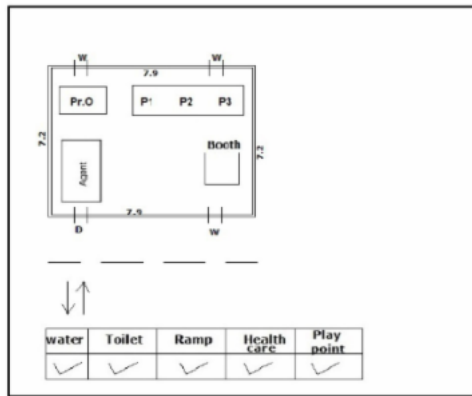 W W
7.9
Pr.O P1 P2 P3
7.2 7.2
Booth
Agant
7.9
D W
water Toilet Ramp Health care Play point